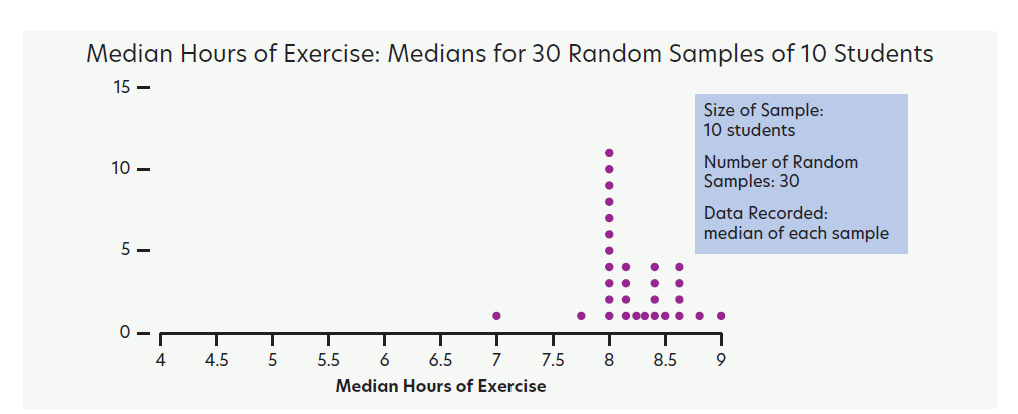 Median Hours of Exercise: Medians for 30 Random Samples of 10 Students
15
Size of Sample:
10 students
10
Number of Random
Samples: 30
Data Recorded:
median of each sample
5
0
4 4.5 5 5.5 6 6.5 7 7.5 8 8.5 9
Median Hours of Exercise